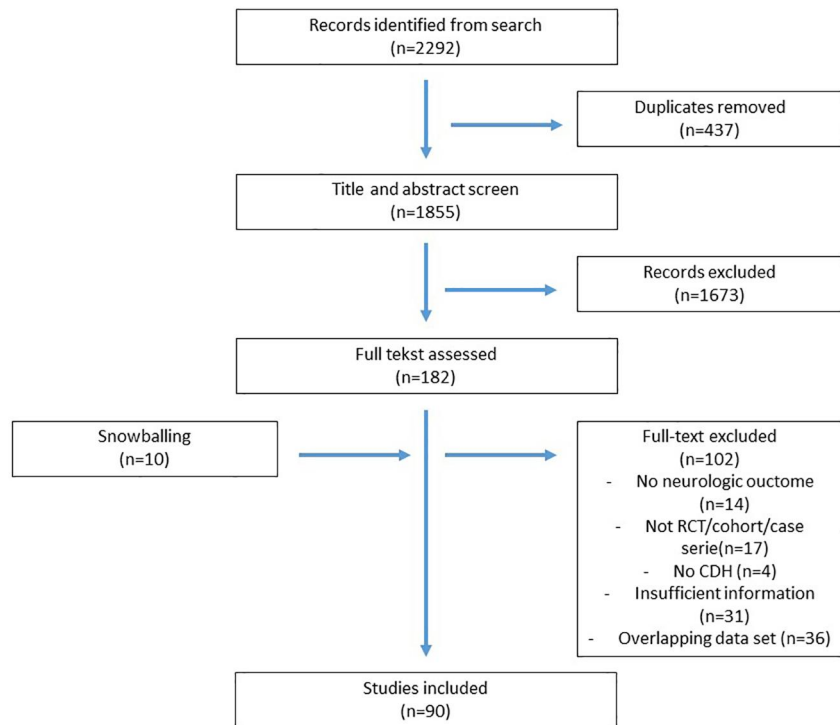 Records identified from search
(n=2292)
Duplicates removed
(n=437)
Title and abstract screen
(n=1855)
Records excluded
(n=1673)
Full tekst assessed
(n=182)
Snowballing
(n=10)
Full-text excluded
(n=102)
- No neurologic ouctome
(n=14)
- Not RCT/cohort/case
serie(n=17)
- No CDH (n=4)
- Insufficient information
(n=31)
- Overlapping data set (n=36)
Studies included
(n=90)